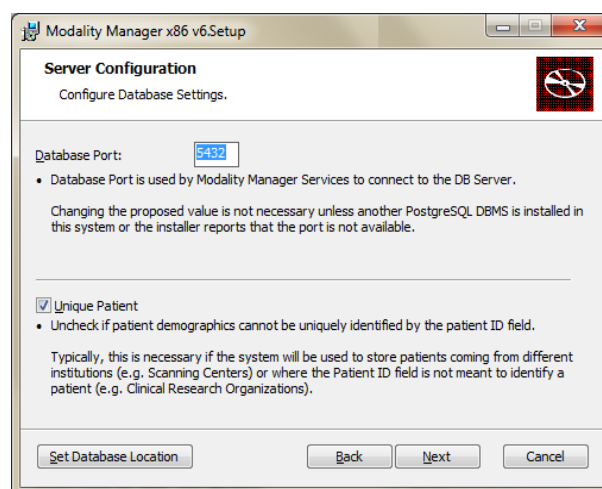 Modality Manager x86 v6.Setup
Server Configuration
Configure Database Settings.
Database Port: 5432
• Database Port is used by Modality Manager Services to connect to the DB Server.
Changing the proposed value is not necessary unless another PostgreSQL DBMS is installed in
this system or the installer reports that the port is not available.
Unique Patient
• Uncheck if patient demographics cannot be uniquely identified by the patient ID field.
Typically, this is necessary if the system will be used to store patients coming from different
institutions (e.g. Scanning Centers) or where the Patient ID field is not meant to identify a
patient (e.g. Clinical Research Organizations).
Set Database Location Back Next Cancel